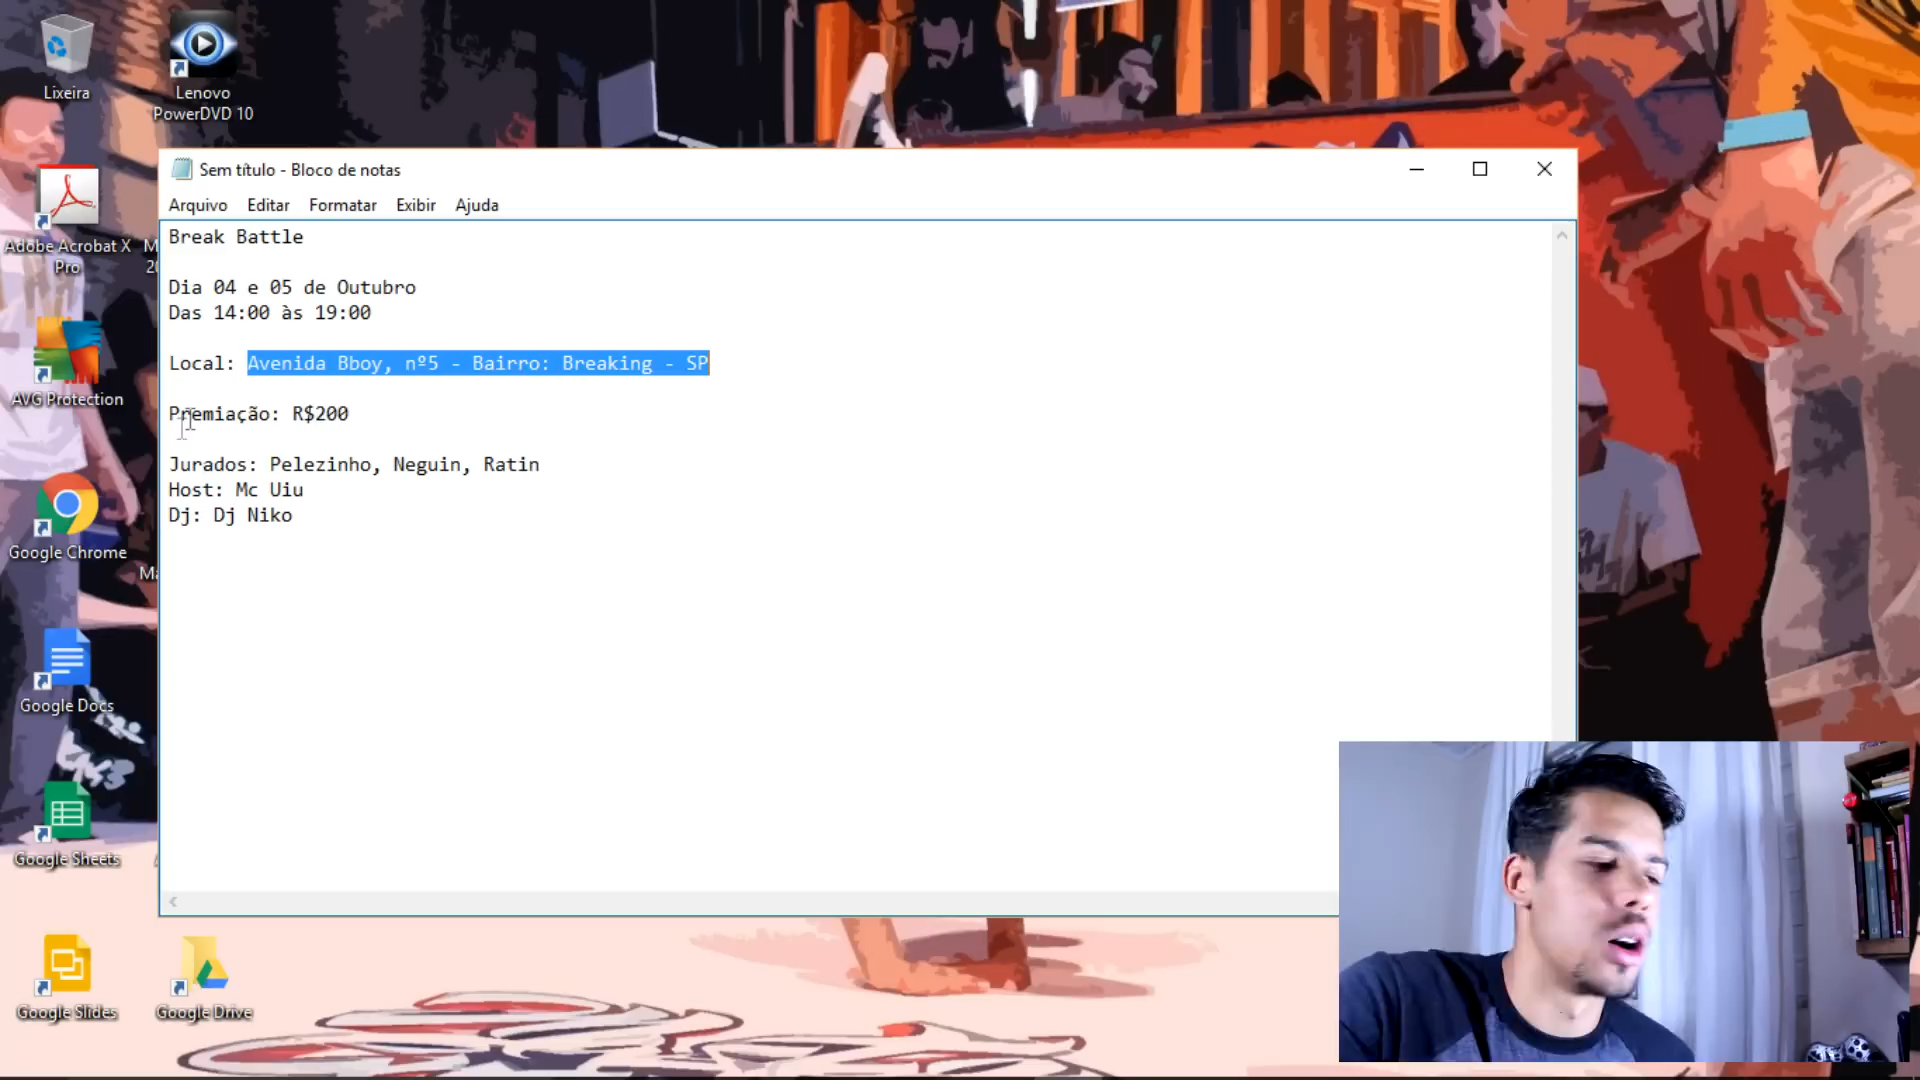 Lixeira
Lenovo
PowerDVD 10
Adobe Acrobat X
Pro
AVG Protection
Google Chrome
Google Docs
Google Sheets
Google Slides
Google Drive
Sem título - Bloco de notas
Arquivo Editar Formatar Exibir Ajuda
Break Battle
Dia 04 e 05 de Outubro
Das 14:00 às 19:00
Local: Avenida Bboy, nº5 - Bairro: Breaking - SP
Premiação: R$200
Jurados: Pelezinho, Neguin, Ratin
Host: Mc Uiu
Dj: Dj Niko